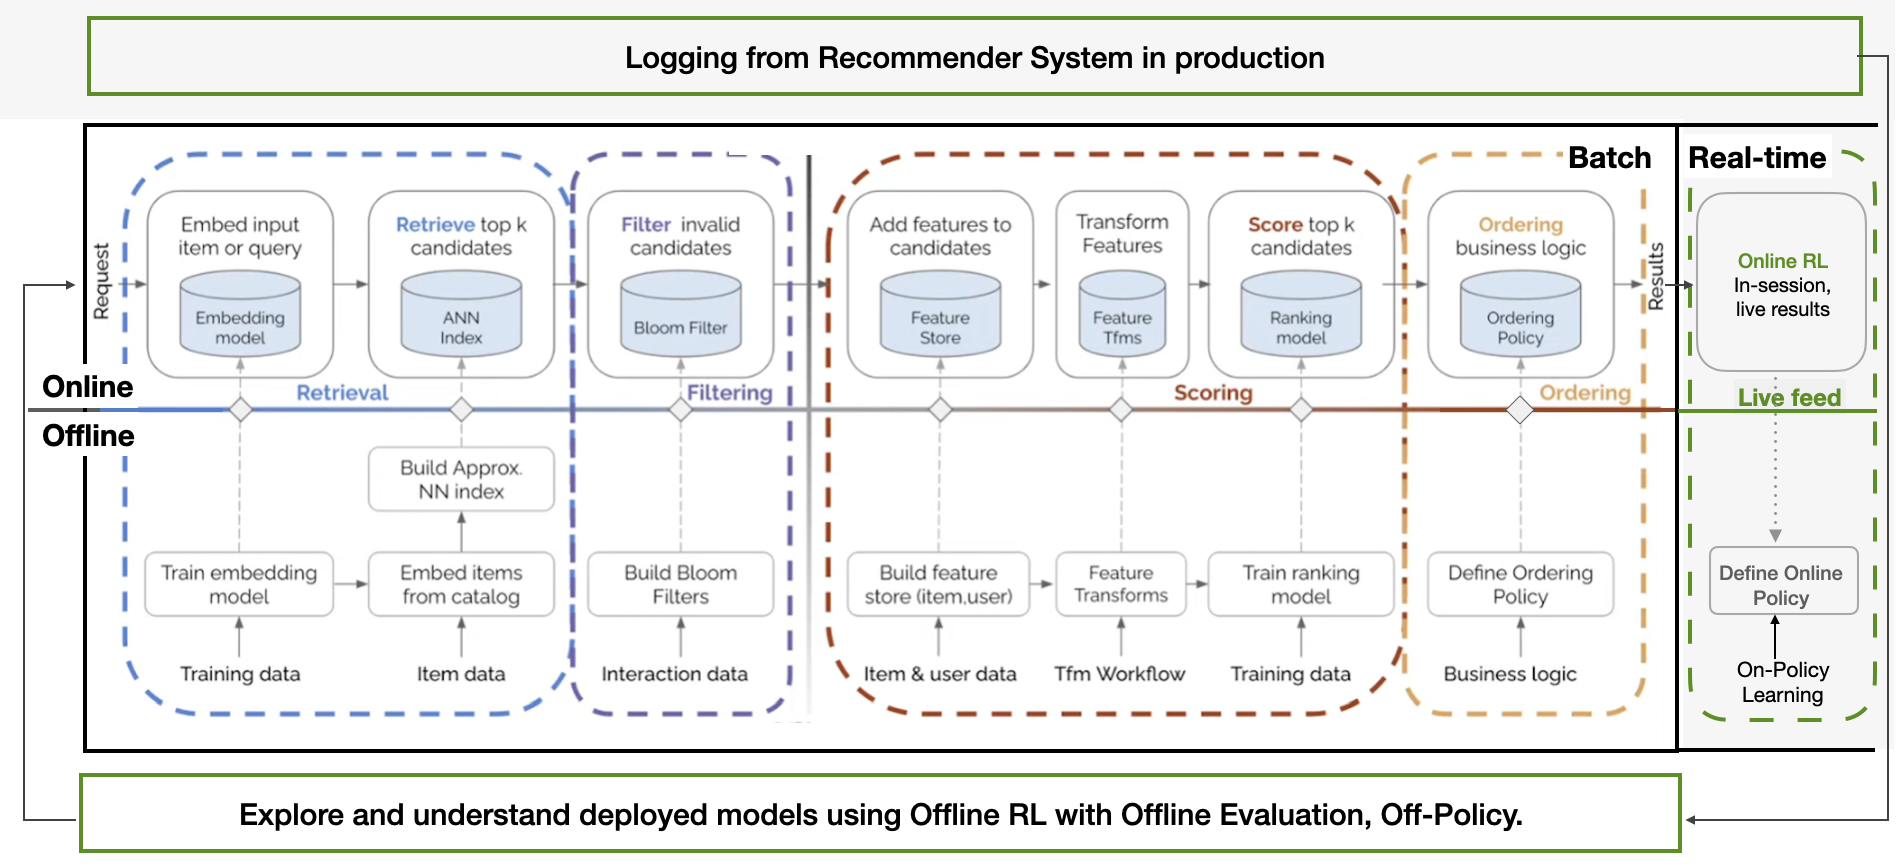 Logging from Recommender System in production
Batch
Real-time
Request
Embed input
item or query
Embedding
model
Retrieve top k
candidates
ANN
Index
Filter invalid
candidates
Bloom Filter
Add features to
candidates
Feature
Store
Transform
Features
Feature
Tfms
Score top k
candidates
Ranking
model
Ordering
business logic
Ordering
Policy
Results
Online RL
In-session,
live results
Online
Retrieval
Filtering
Scoring
Ordering
Live feed
Offline
Build Approx.
NN index
Train embedding
model
Embed items
from catalog
Build Bloom
Filters
Build feature
store (item,user)
Feature
Transforms
Train ranking
model
Define Ordering
Policy
Define Online
Policy
Training data
Item data
Interaction data
Item & user data
Tfm Workflow
Training data
Business logic
On-Policy
Learning
Explore and understand deployed models using Offline RL with Offline Evaluation, Off-Policy.